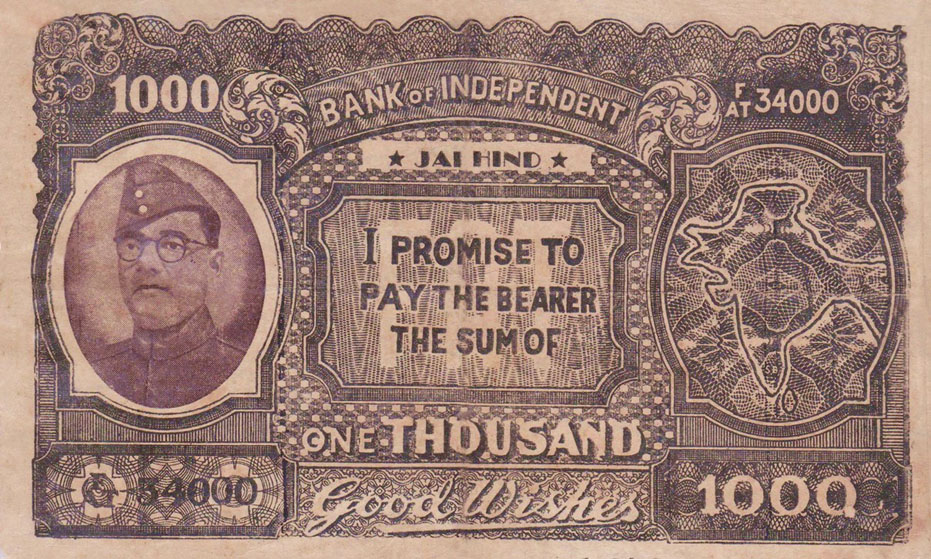 1000
BANK OF INDEPENDENT
F
AT 34000
★ JAI HIND ★
I PROMISE TO
PAY THE BEARER
THE SUM OF
ONE THOUSAND
34000
Good Wishes
1000